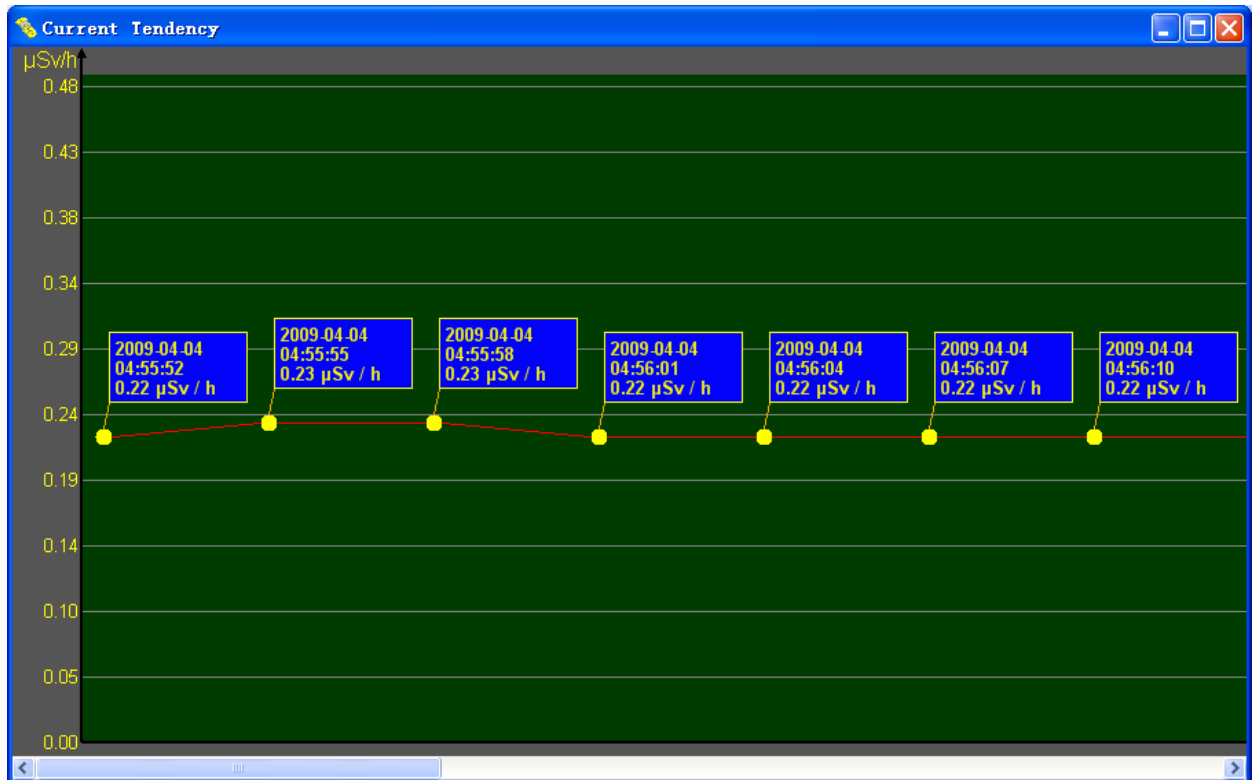 Current Tendency
µSv/h
0.48
0.43
0.38
0.34
0.29
0.24
0.19
0.14
0.10
0.05
0.00
2009-04-04
04:55:52
0.22 µSv / h
2009-04-04
04:55:55
0.23 µSv / h
2009-04-04
04:55:58
0.23 µSv / h
2009-04-04
04:56:01
0.22 µSv / h
2009-04-04
04:56:04
0.22 µSv / h
2009-04-04
04:56:07
0.22 µSv / h
2009-04-04
04:56:10
0.22 µSv / h